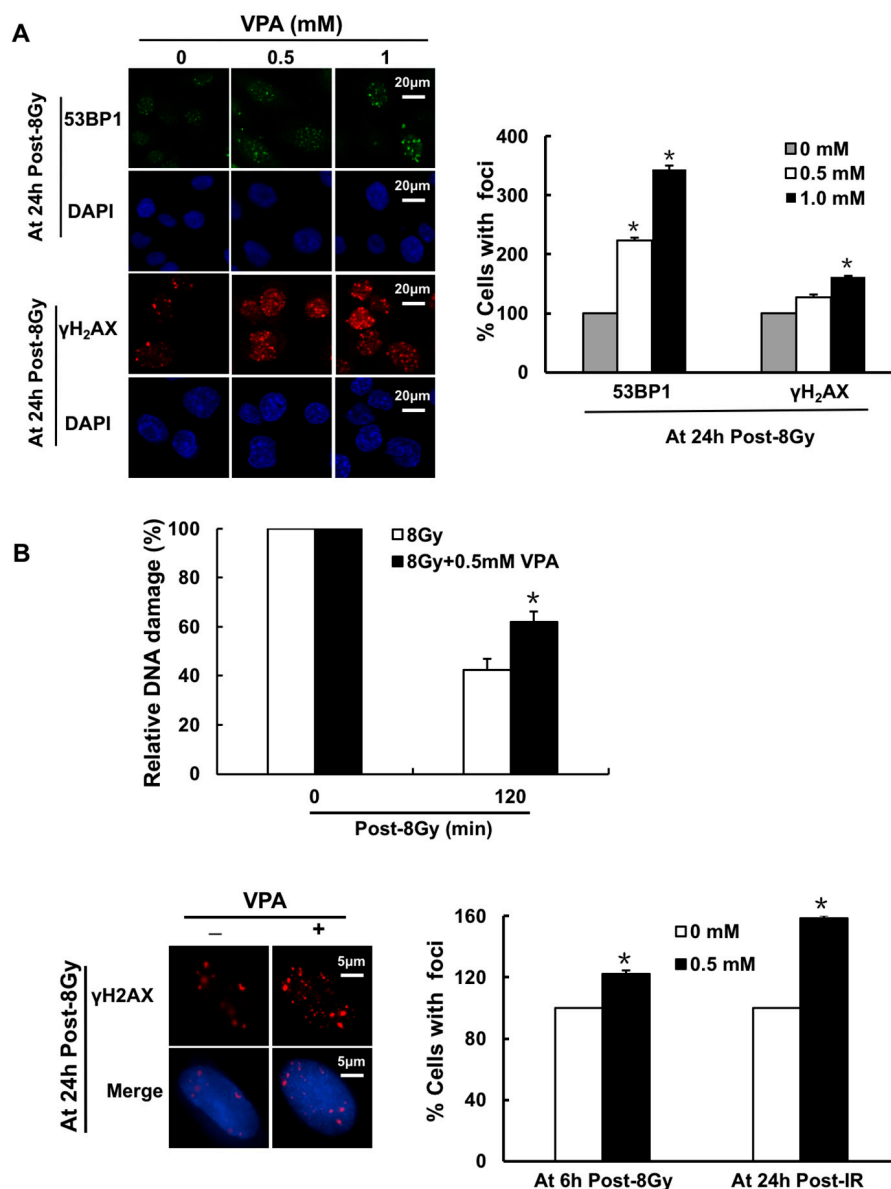 A
VPA (mM)
0 0.5 1
At 24h Post-8Gy
53BP1
20μm
DAPI
20μm
At 24h Post-8Gy
γH₂AX
20μm
DAPI
20μm
% Cells with foci
400
300
200
100
0
0 mM
0.5 mM
1.0 mM
* * *
53BP1 γH₂AX
At 24h Post-8Gy
B
Relative DNA damage (%)
100
80
60
40
20
0
8Gy
8Gy+0.5mM VPA
*
0 120
Post-8Gy (min)
VPA
– +
At 24h Post-8Gy
γH2AX
5μm
Merge
5μm
% Cells with foci
160
120
80
40
0
0 mM
0.5 mM
* *
At 6h Post-8Gy At 24h Post-IR